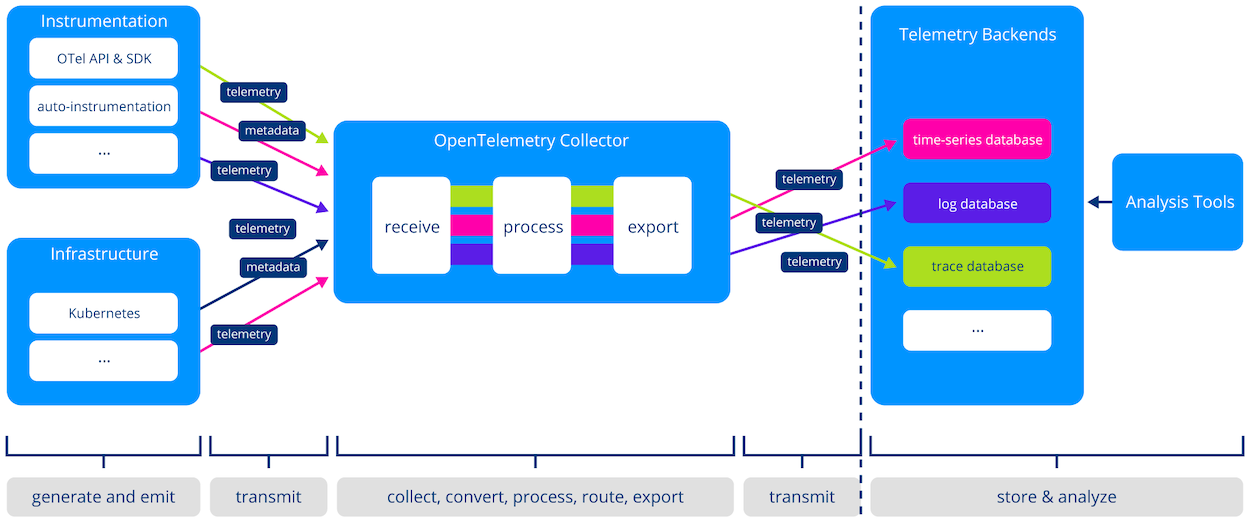 Instrumentation
OTel API & SDK
auto-instrumentation
...
telemetry
metadata
telemetry
Infrastructure
Kubernetes
...
telemetry
metadata
telemetry
OpenTelemetry Collector
receive
process
export
telemetry
telemetry
telemetry
Telemetry Backends
time-series database
log database
trace database
...
Analysis Tools
generate and emit
transmit
collect, convert, process, route, export
transmit
store & analyze